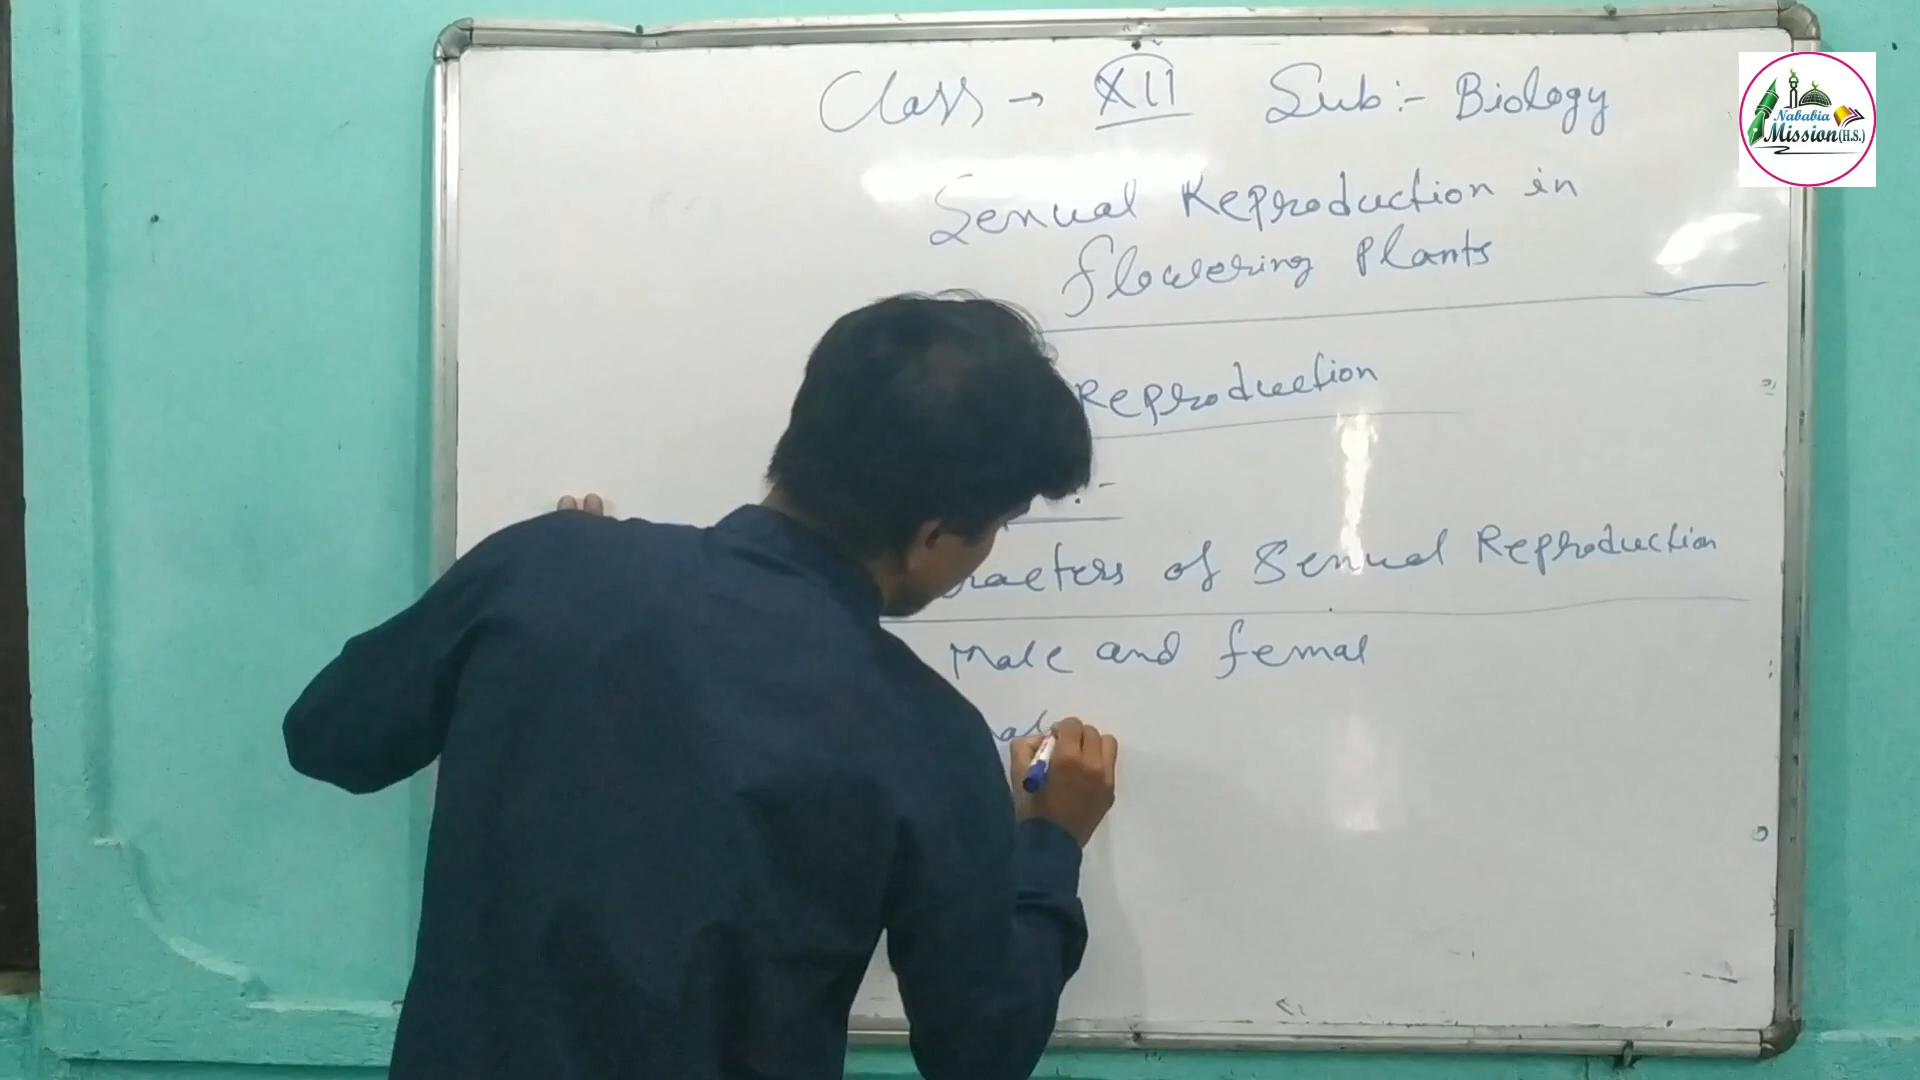 Class → XII Sub:- Biology
Sexual Reproduction in
flowering Plants
Reproduction
:-
racters of Sexual Reproduction
Male and femal
Nababia
Mission (H.S.)